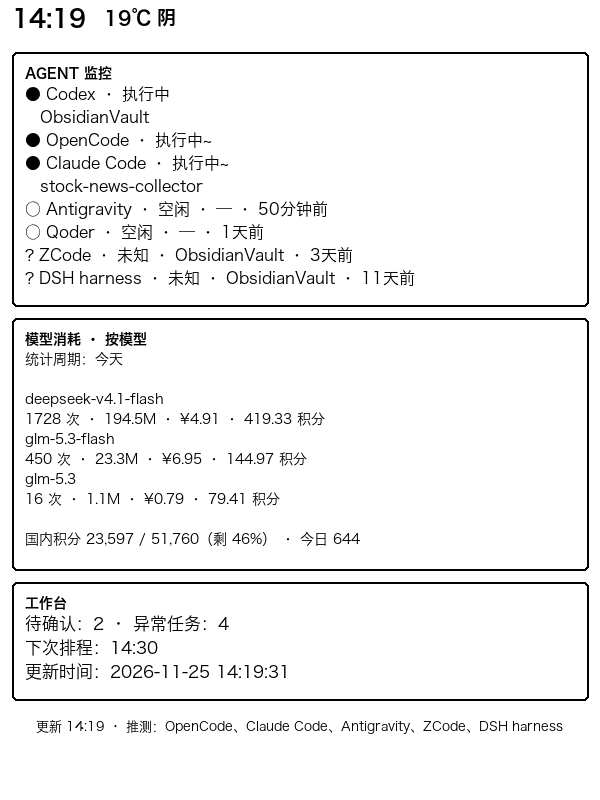 14:19 19℃ 阴
AGENT 监控
● Codex · 执行中
ObsidianVault
● OpenCode · 执行中~
● Claude Code · 执行中~
stock-news-collector
○ Antigravity · 空闲 · — · 50分钟前
○ Qoder · 空闲 · — · 1天前
? ZCode · 未知 · ObsidianVault · 3天前
? DSH harness · 未知 · ObsidianVault · 11天前
模型消耗 · 按模型
统计周期：今天
deepseek-v4.1-flash
1728 次 · 194.5M · ¥4.91 · 419.33 积分
glm-5.3-flash
450 次 · 23.3M · ¥6.95 · 144.97 积分
glm-5.3
16 次 · 1.1M · ¥0.79 · 79.41 积分
国内积分 23,597 / 51,760（剩 46%） · 今日 644
工作台
待确认：2 · 异常任务：4
下次排程：14:30
更新时间：2026-11-25 14:19:31
更新 14:19 · 推测：OpenCode、Claude Code、Antigravity、ZCode、DSH harness